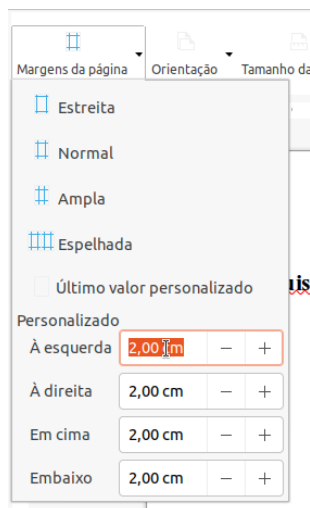 Margens da página Orientação Tamanho da
Estreita
Normal
Ampla
Espelhada
Último valor personalizado
Personalizado
À esquerda 2,00 cm − +
À direita 2,00 cm − +
Em cima 2,00 cm − +
Embaixo 2,00 cm − +